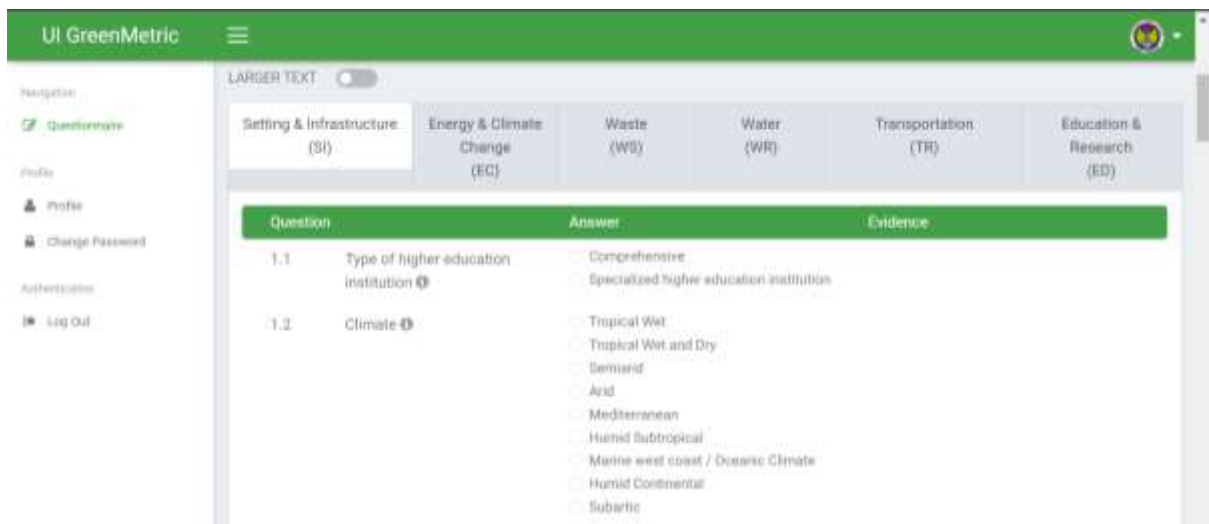 UI GreenMetric
LARGER TEXT
Navigation
Questionnaire
Profile
Profile
Change Password
Authentication
Log Out
Setting & Infrastructure
(SI)
Energy & Climate
Change
(EC)
Waste
(WS)
Water
(WR)
Transportation
(TR)
Education &
Research
(ED)
Question Answer Evidence
1.1 Type of higher education
institution
Comprehensive
Specialized higher education institution
1.2 Climate
Tropical Wet
Tropical Wet and Dry
Semiarid
Arid
Mediterranean
Humid Subtropical
Marine west coast / Oceanic Climate
Humid Continental
Subartic